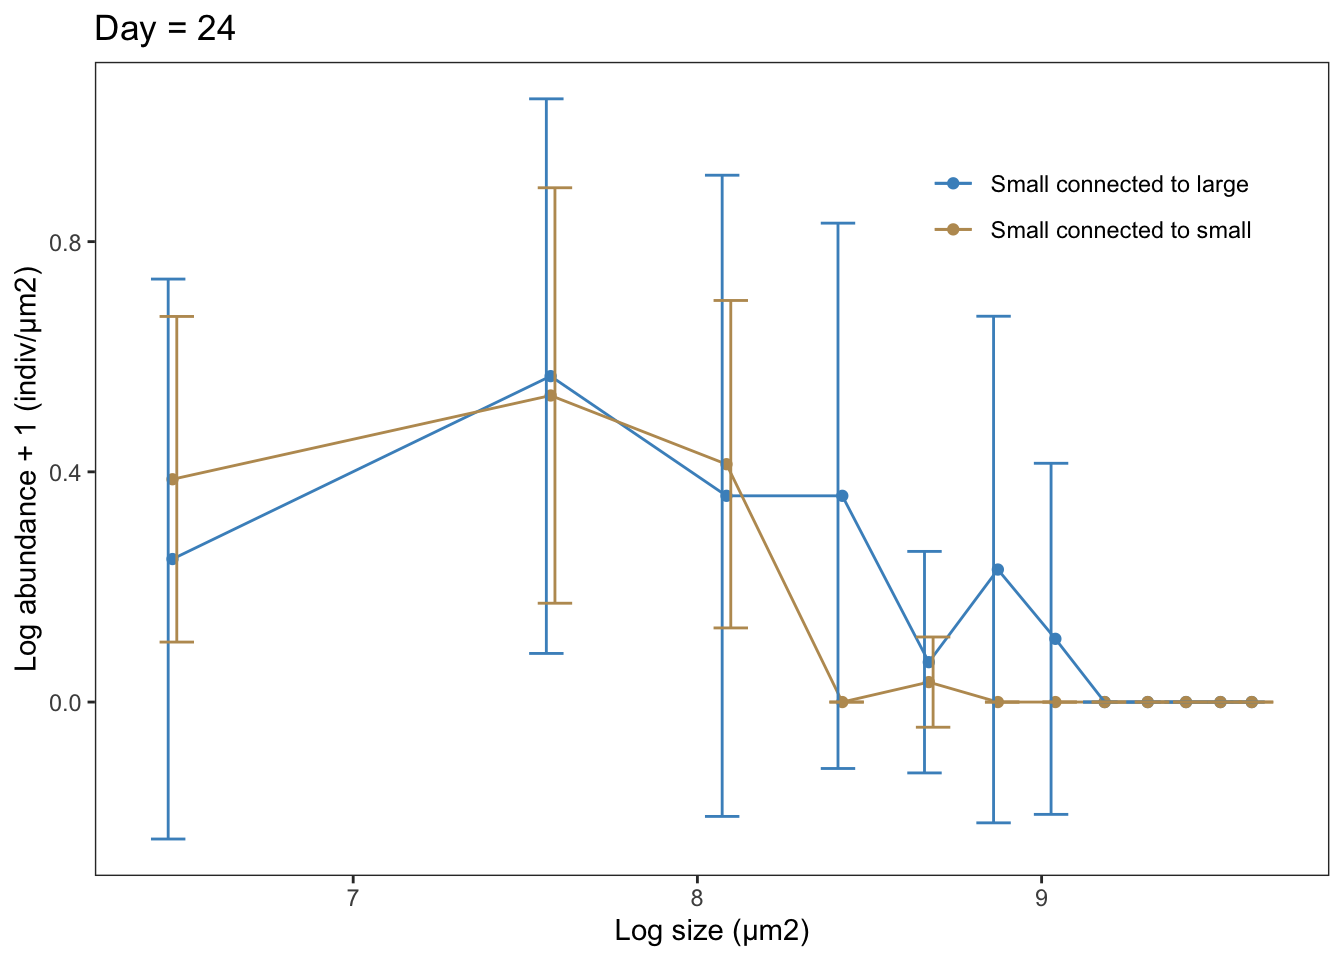 Day = 24
Small connected to large
Small connected to small
0.8
0.4
0.0
Log abundance + 1 (indiv/µm2)
7 8 9
Log size (µm2)